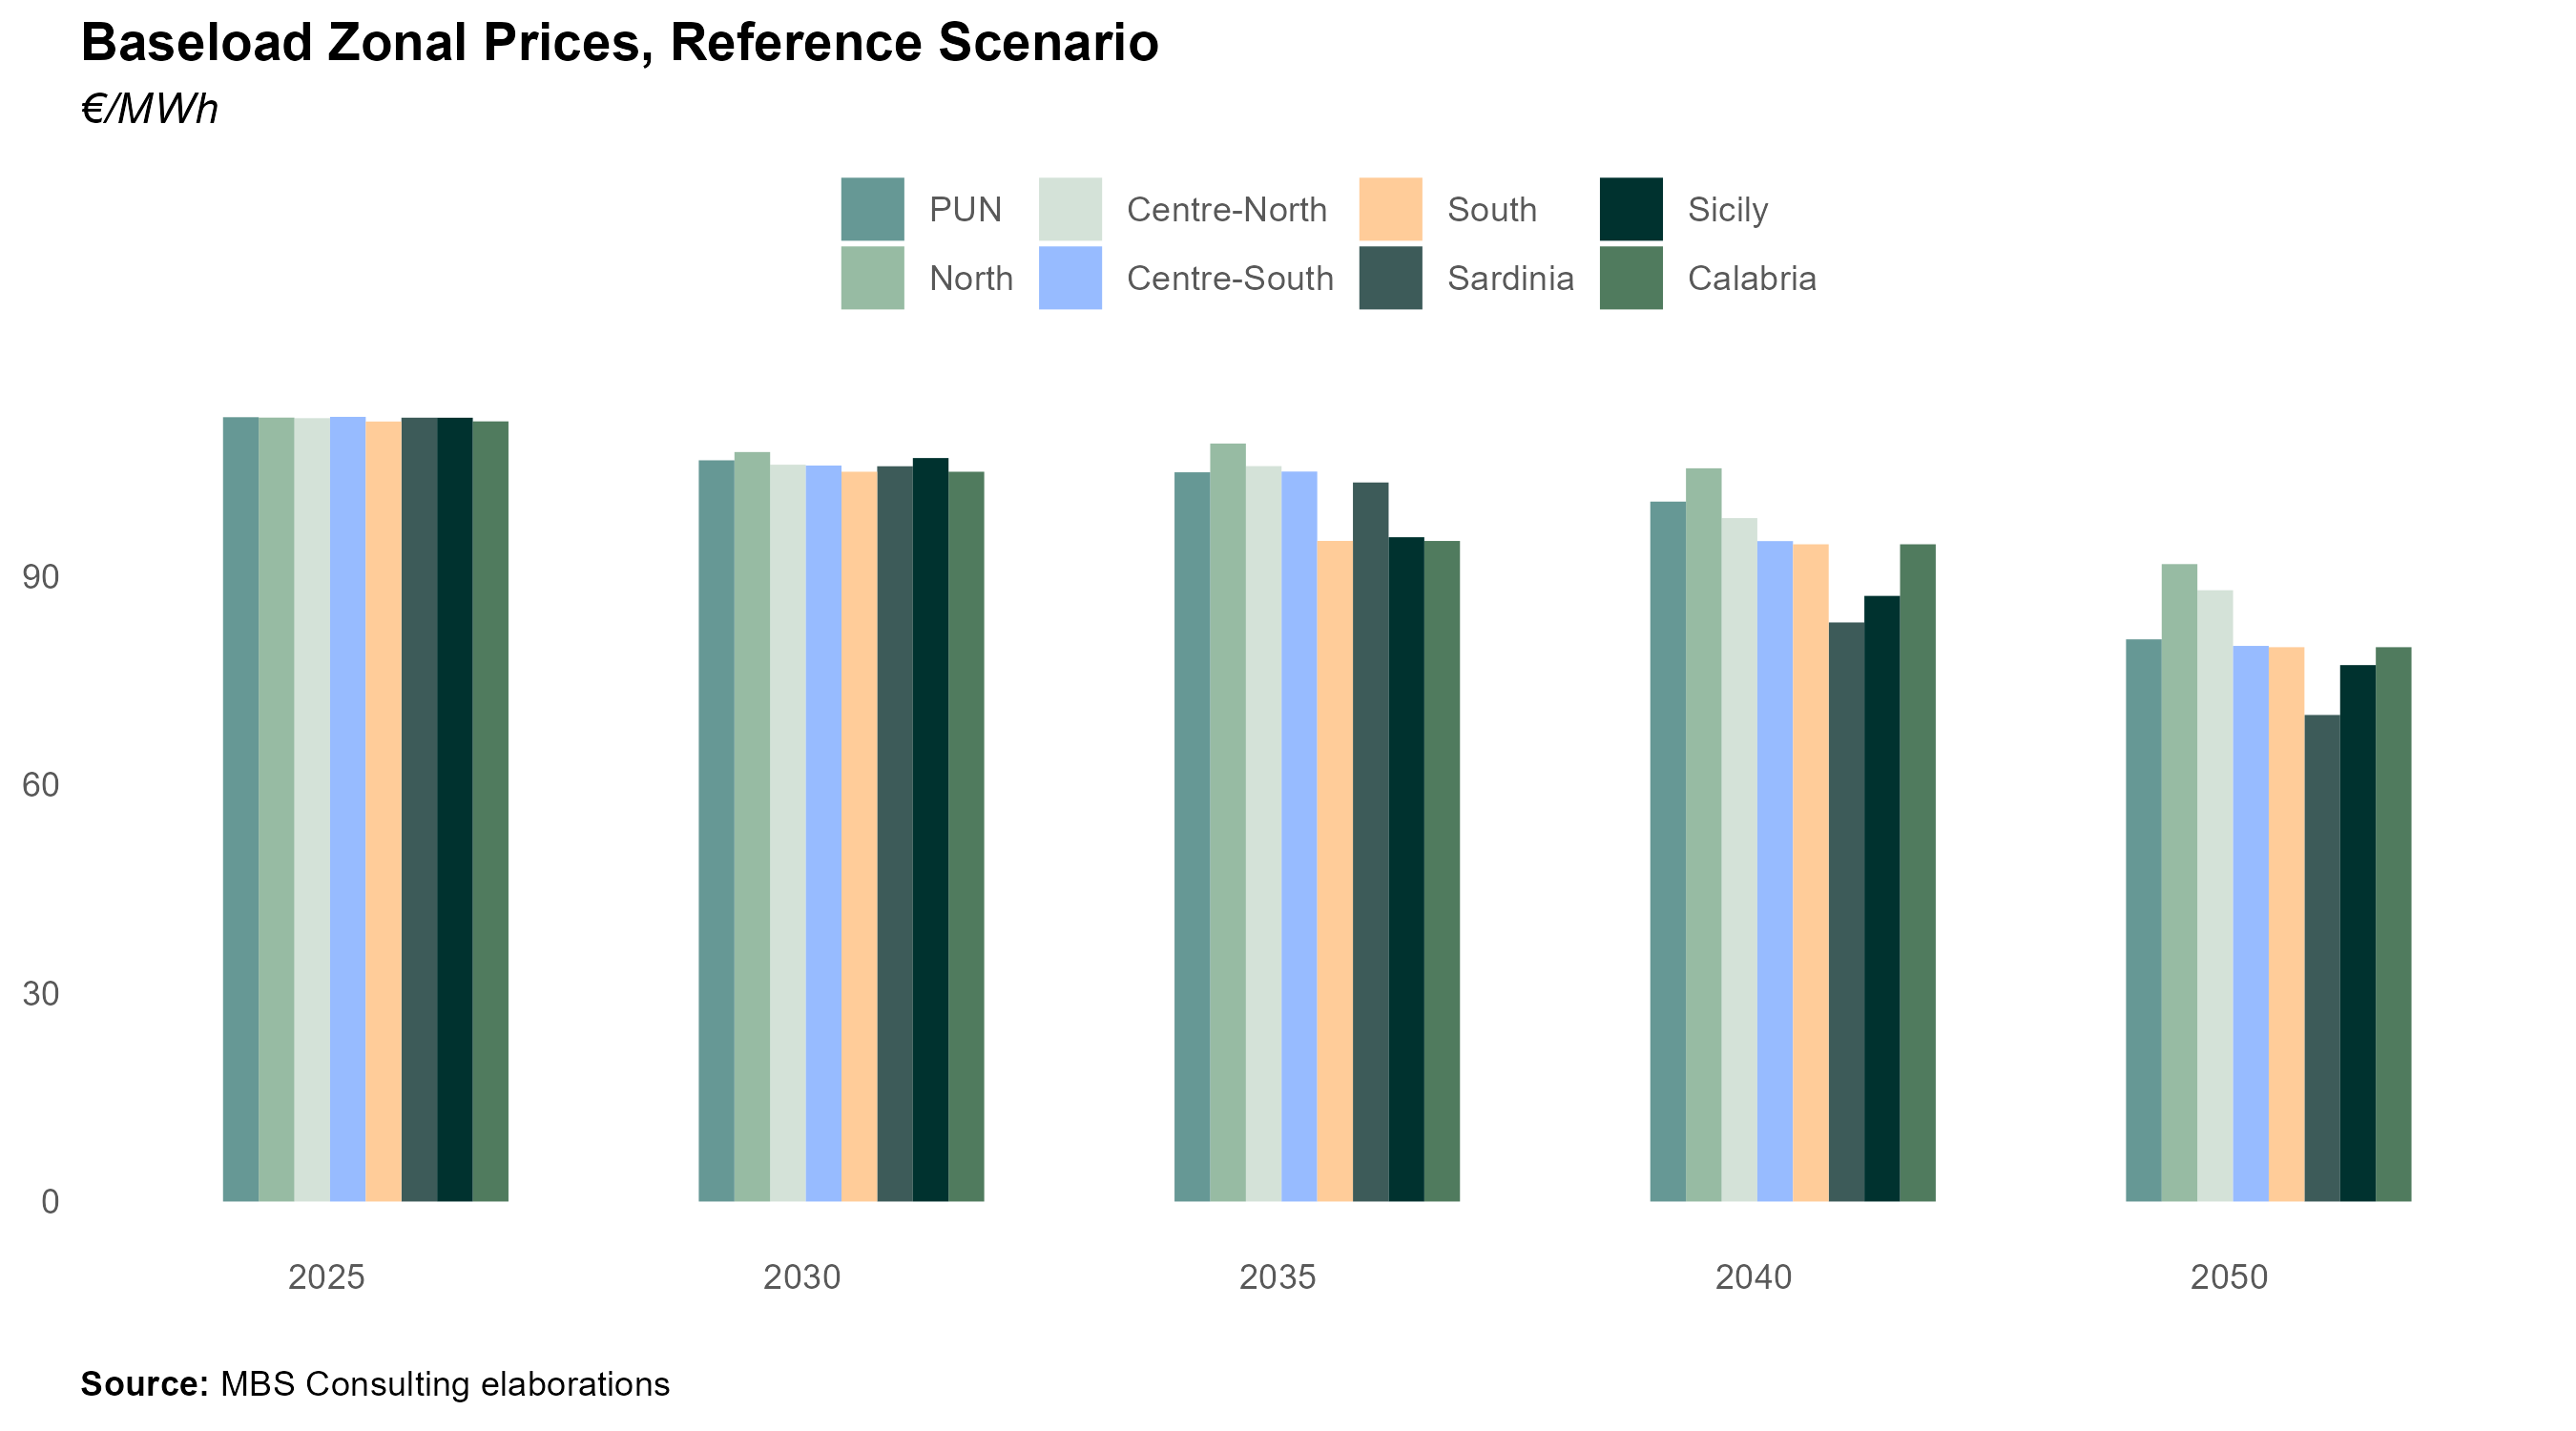 Baseload Zonal Prices, Reference Scenario
€/MWh
PUN Centre-North South Sicily
North Centre-South Sardinia Calabria
90
60
30
0
2025 2030 2035 2040 2050
Source: MBS Consulting elaborations